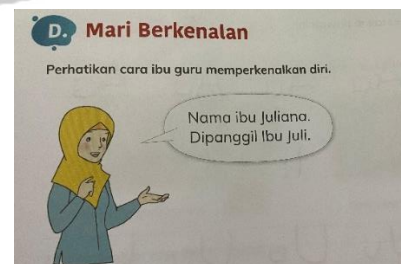 D. Mari Berkenalan
Perhatikan cara ibu guru memperkenalkan diri.
Nama ibu Juliana.
Dipanggil Ibu Juli.